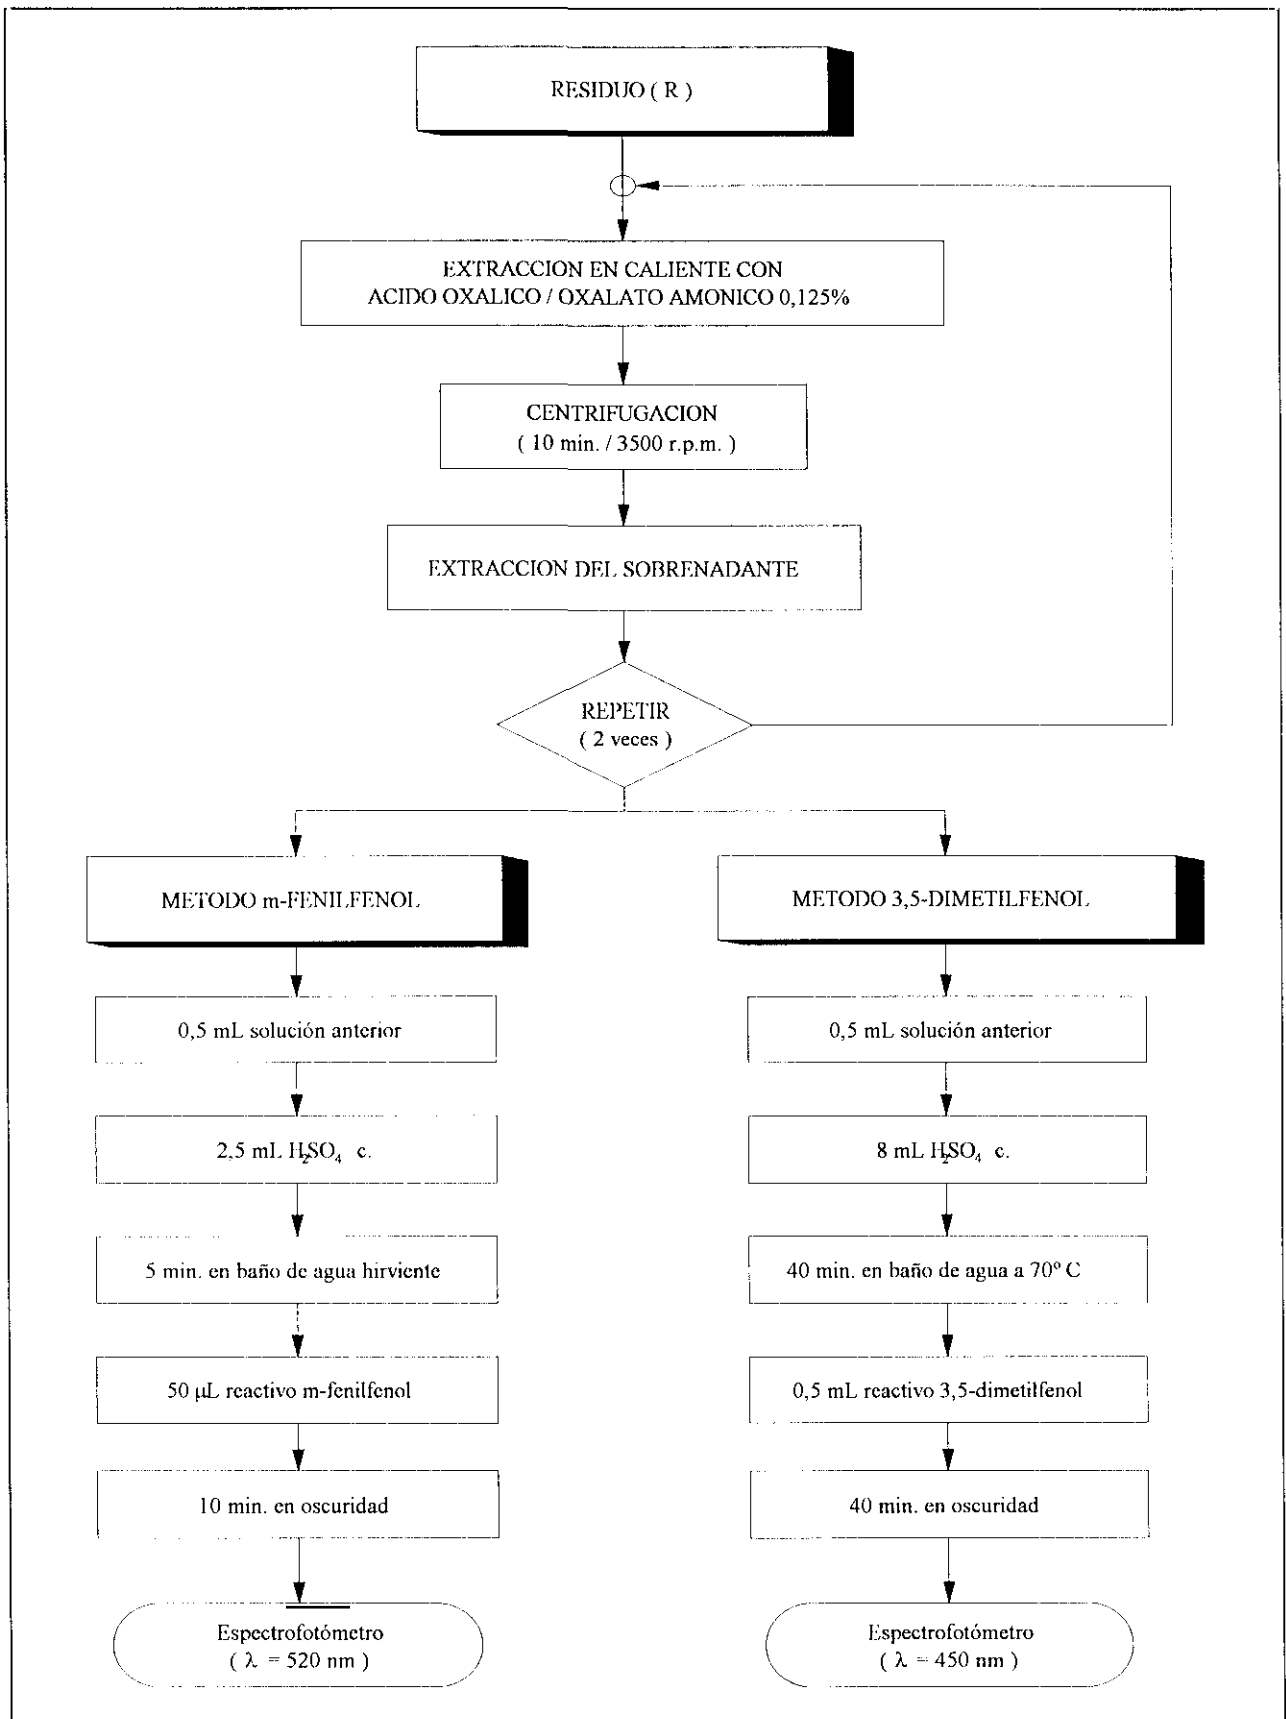 RESIDUO ( R )
EXTRACCION EN CALIENTE CON
ACIDO OXALICO / OXALATO AMONICO 0,125%
CENTRIFUGACION
( 10 min. / 3500 r.p.m. )
EXTRACCION DEL SOBRENADANTE
REPETIR
( 2 veces )
METODO m-FENILFENOL
0,5 mL solución anterior
2,5 mL H₂SO₄ c.
5 min. en baño de agua hirviente
50 µL reactivo m-fenilfenol
10 min. en oscuridad
Espectrofotómetro
( λ = 520 nm )
METODO 3,5-DIMETILFENOL
0,5 mL solución anterior
8 mL H₂SO₄ c.
40 min. en baño de agua a 70º C
0,5 mL reactivo 3,5-dimetilfenol
40 min. en oscuridad
Espectrofotómetro
( λ = 450 nm )